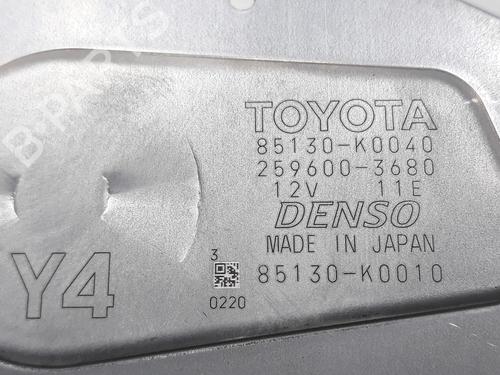 TOYOTA
85130-K0040
259600-3680
12V 11E
DENSO
MADE IN JAPAN
85130-K0010
3
0220
Y4
B-PARTS